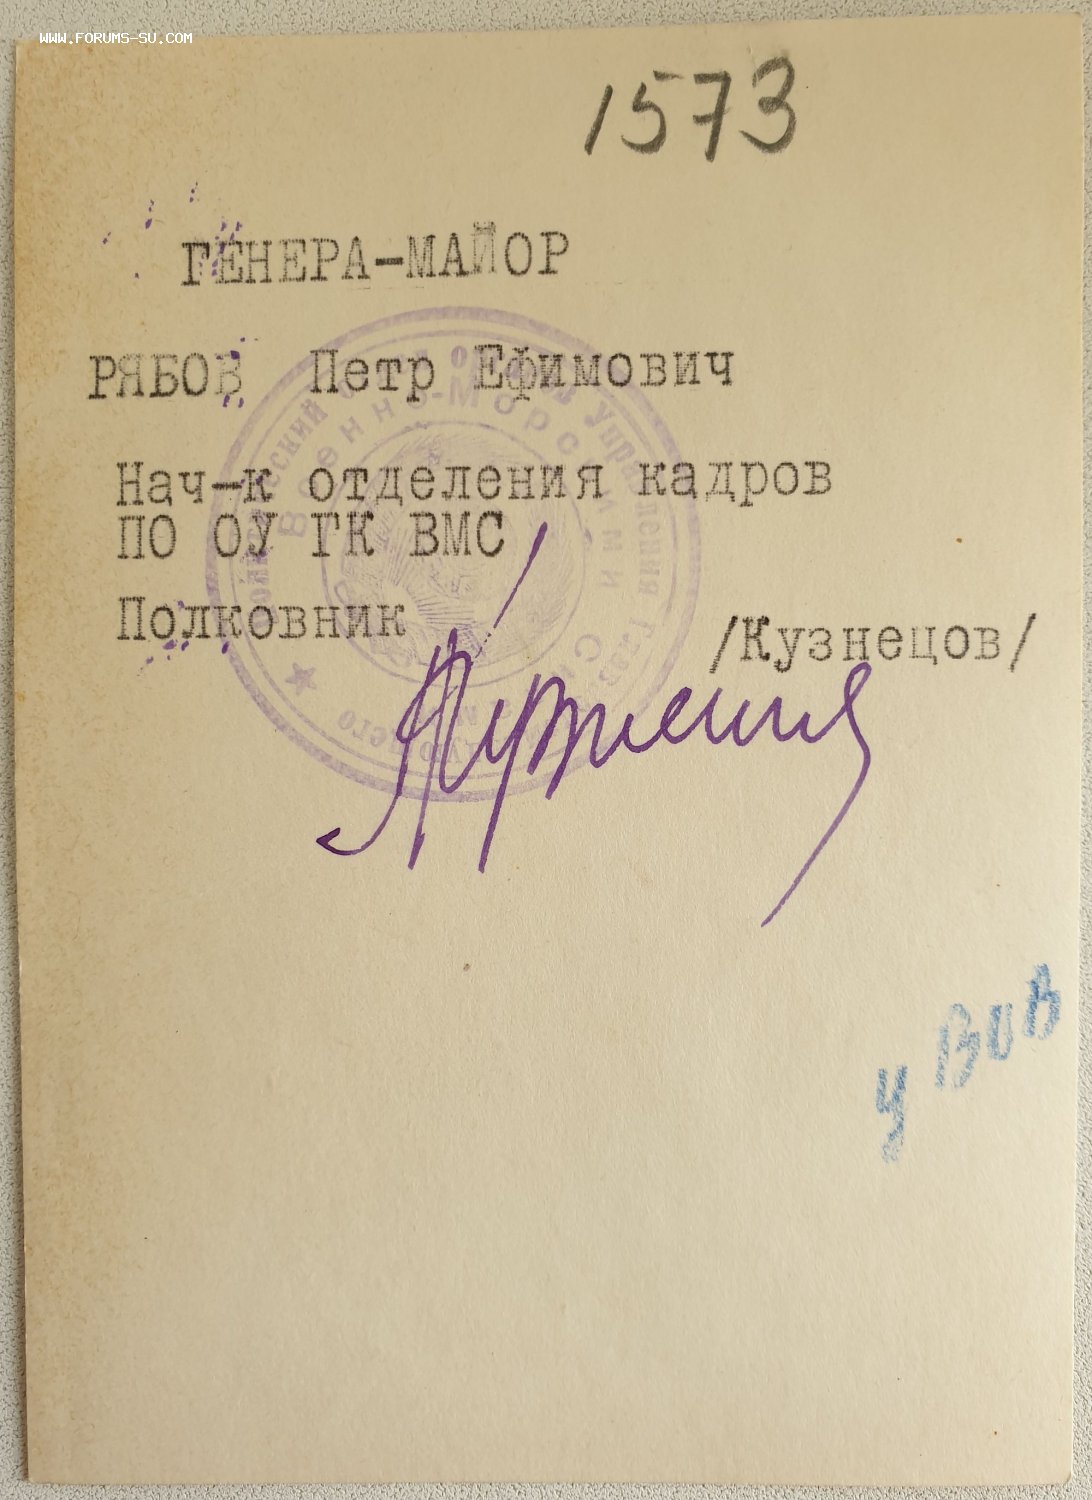 WWW.FORUMS-SU.COM
1573
ГЕНЕРА-МАЙОР
РЯБОВ Петр Ефимович
Нач-к отделения кадров
ПО ОУ ГК ВМС
Полковник /Кузнецов/
У ВОВ